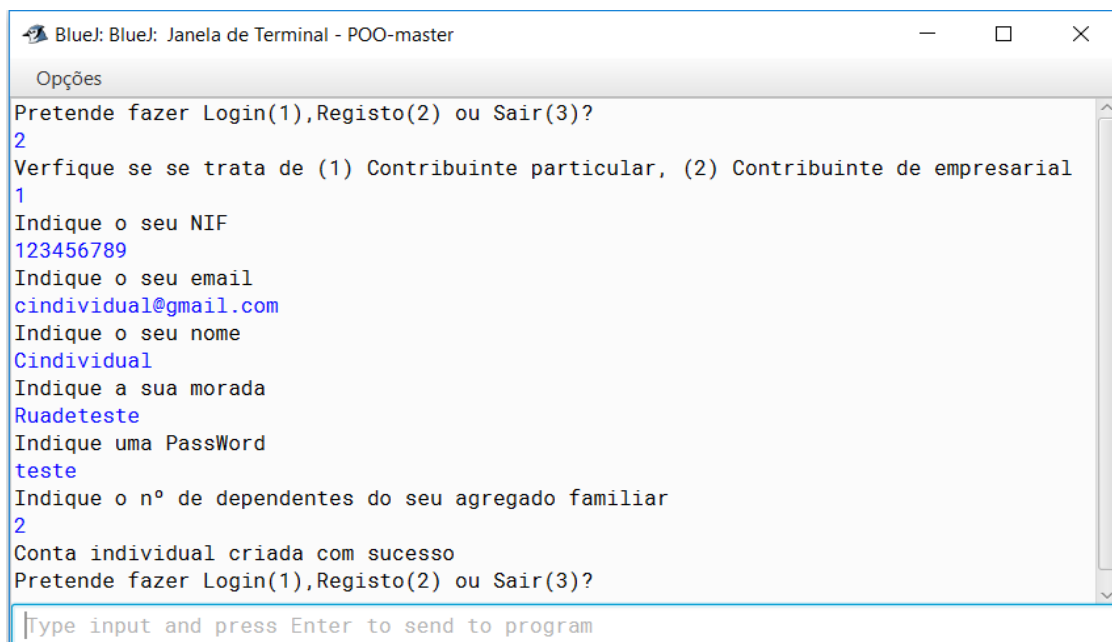 BlueJ: BlueJ: Janela de Terminal - POO-master
Opções
Pretende fazer Login(1),Registo(2) ou Sair(3)?
2
Verfique se se trata de (1) Contribuinte particular, (2) Contribuinte de empresarial
1
Indique o seu NIF
123456789
Indique o seu email
cindividual@gmail.com
Indique o seu nome
Cindividual
Indique a sua morada
Ruadeteste
Indique uma PassWord
teste
Indique o nº de dependentes do seu agregado familiar
2
Conta individual criada com sucesso
Pretende fazer Login(1),Registo(2) ou Sair(3)?
Type input and press Enter to send to program